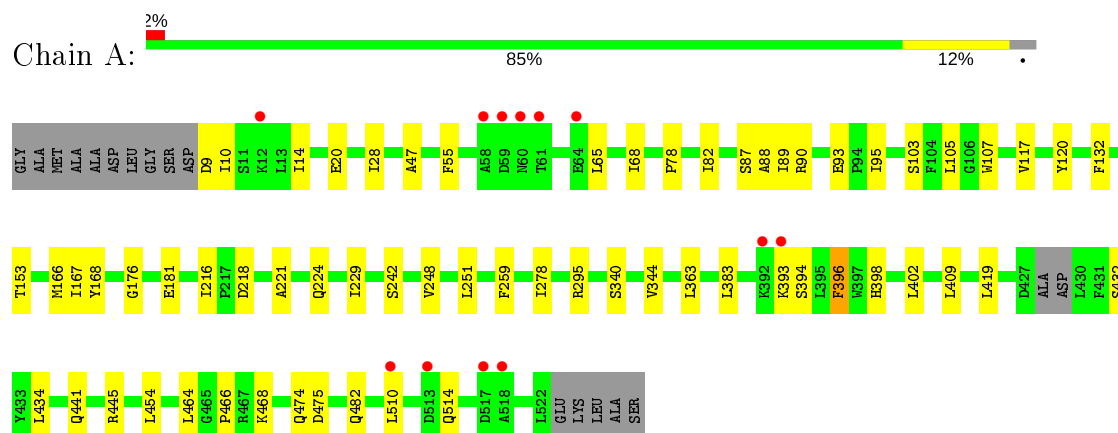 2%
Chain A:
85% 12% •
GLY ALA MET ALA ALA ASP LEU GLY SER ASP D9 I10 S11 K12 L13 I14 E20 I28 A47 F55 A58 D59 N60 T61 E64 L65 I68 P78 I82 S87 A88 I89 R90 E93 P94 I95 S103 F104 L105 G106 W107 V117 Y120 F132
T153 M166 I167 Y168 G176 E181 I216 P217 D218 A221 Q224 I229 S242 V248 L251 F259 I278 R295 S340 V344 L363 L383 K392 K393 S394 L395 F396 W397 H398 L402 L409 L419 D427 ALA ASP L430 F431 S432
Y433 L434 Q441 R445 L454 L464 G465 P466 R467 K468 Q474 D475 Q482 L510 D513 Q514 D517 A518 L522 GLU LYS LEU ALA SER